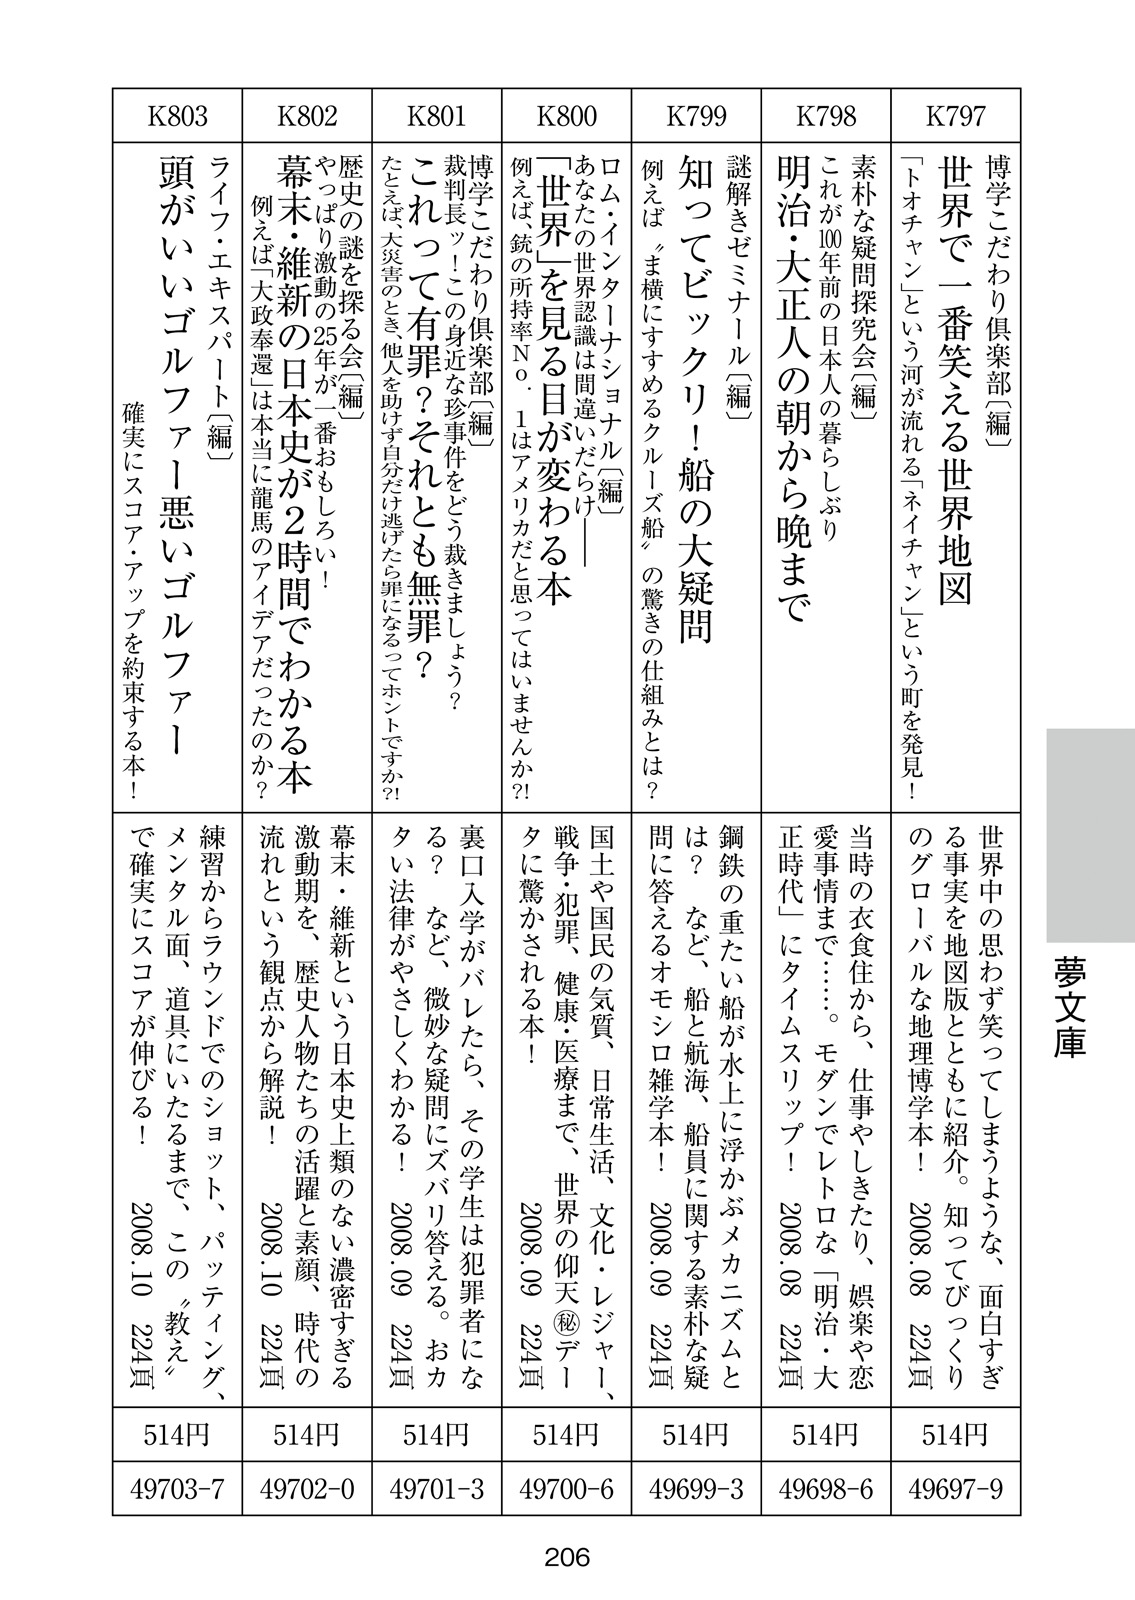 夢文庫
K797
博学こだわり倶楽部〔編〕
世界で一番笑える世界地図
「トオチャン」という河が流れる「ネイチャン」という町を発見！
世界中の思わず笑ってしまうような、面白すぎ
る事実を地図版とともに紹介。知ってびっくり
のグローバルな地理博学本！　2008.08　224頁
514円
49697-9
K798
素朴な疑問探究会〔編〕
これが100年前の日本人の暮らしぶり
明治・大正人の朝から晩まで
当時の衣食住から、仕事やしきたり、娯楽や恋
愛事情まで……。モダンでレトロな「明治・大
正時代」にタイムスリップ！　2008.08　224頁
514円
49698-6
K799
謎解きゼミナール〔編〕
知ってビックリ！船の大疑問
例えば〝ま横にすすめるクルーズ船〟の驚きの仕組みとは？
鋼鉄の重たい船が水上に浮かぶメカニズムと
は？　など、船と航海、船員に関する素朴な疑
問に答えるオモシロ雑学本！　2008.09　224頁
514円
49699-3
K800
ロム・インターナショナル〔編〕
あなたの世界認識は間違いだらけ――
「世界」を見る目が変わる本
例えば、銃の所持率No.1はアメリカだと思ってはいませんか?!
国土や国民の気質、日常生活、文化・レジャー、
戦争・犯罪、健康・医療まで、世界の仰天㊙デー
タに驚かされる本！　2008.09　224頁
514円
49700-6
K801
博学こだわり倶楽部〔編〕
裁判長ッ！この身近な珍事件をどう裁きましょう？
これって有罪？それとも無罪？
たとえば、大災害のとき、他人を助けず自分だけ逃げたら罪になるってホントですか?!
裏口入学がバレたら、その学生は犯罪者にな
る？　など、微妙な疑問にズバリ答える。おカ
タい法律がやさしくわかる！　2008.09　224頁
514円
49701-3
K802
歴史の謎を探る会〔編〕
やっぱり激動の25年が一番おもしろい！
幕末・維新の日本史が2時間でわかる本
例えば「大政奉還」は本当に龍馬のアイデアだったのか？
幕末・維新という日本史上類のない濃密すぎる
激動期を、歴史人物たちの活躍と素顔、時代の
流れという観点から解説！　2008.10　224頁
514円
49702-0
K803
ライフ・エキスパート〔編〕
頭がいいゴルファー悪いゴルファー
確実にスコア・アップを約束する本！
練習からラウンドでのショット、パッティング、
メンタル面、道具にいたるまで、この〝教え〟
で確実にスコアが伸びる！　2008.10　224頁
514円
49703-7
206